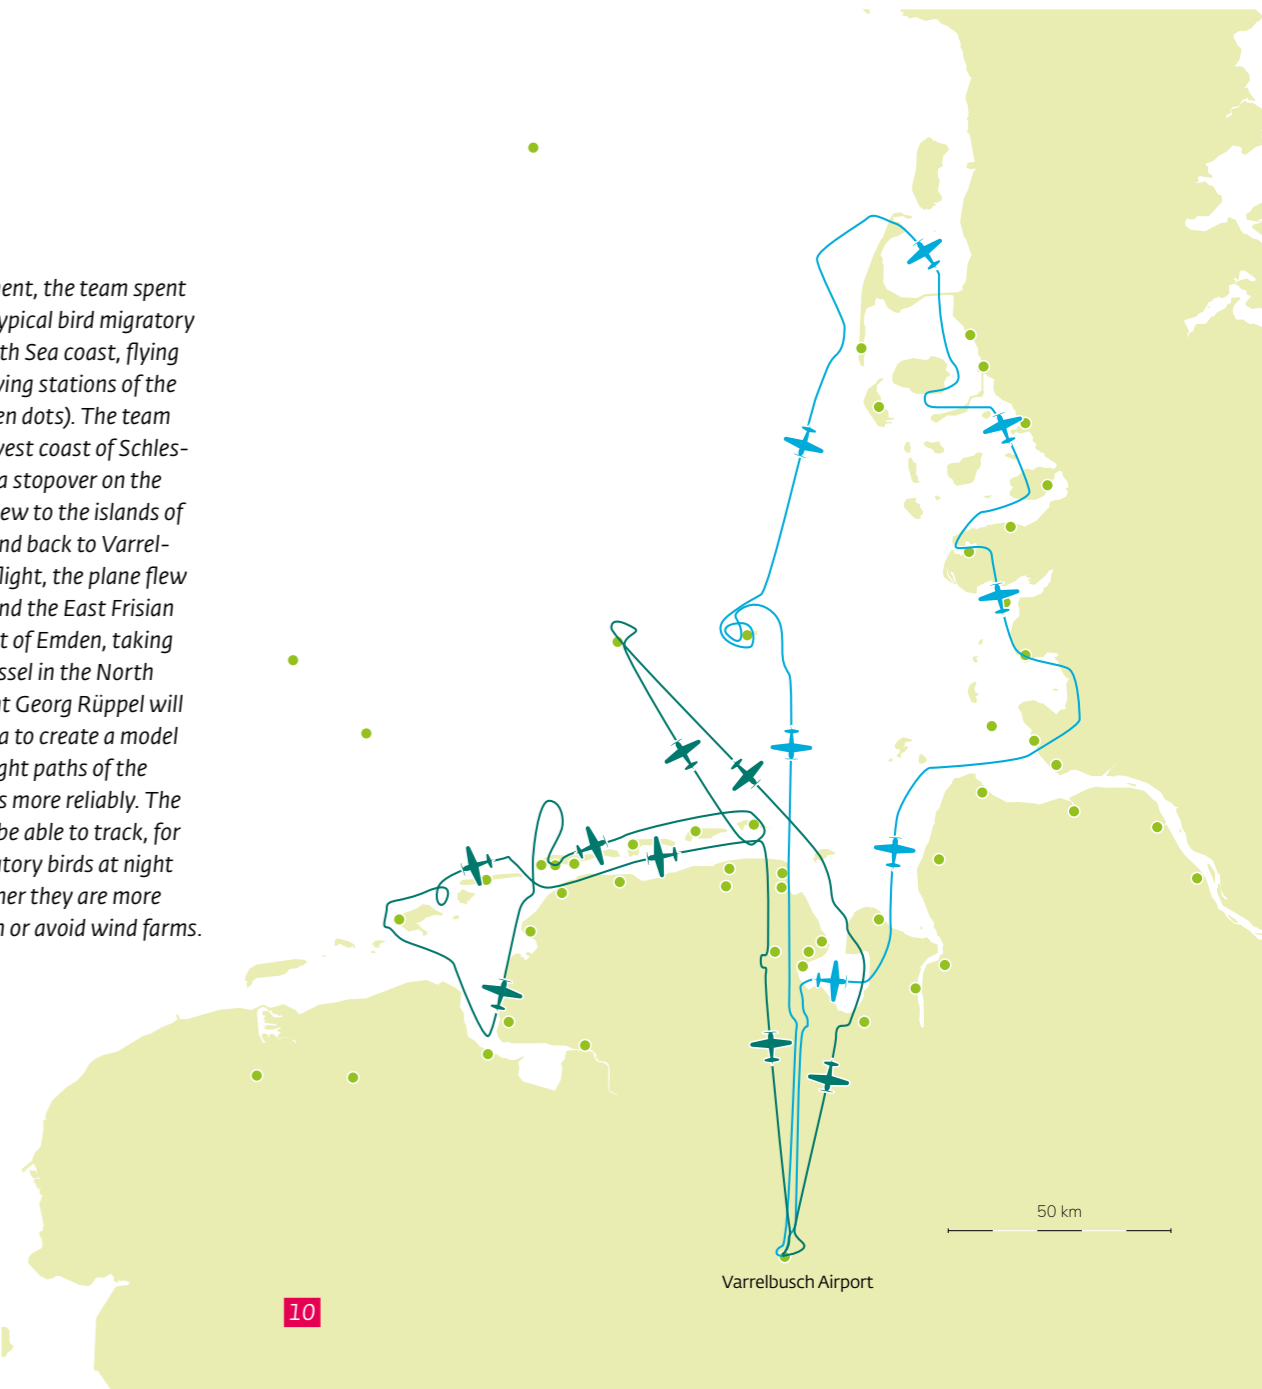 ent, the team spent
ypical bird migratory
th Sea coast, flying
ving stations of the
en dots). The team
vest coast of Schles-
a stopover on the
ew to the islands of
nd back to Varrel-
flight, the plane flew
nd the East Frisian
t of Emden, taking
ssel in the North
t Georg Rüppel will
a to create a model
ght paths of the
s more reliably. The
be able to track, for
atory birds at night
her they are more
n or avoid wind farms.
50 km
Varrelbusch Airport
10